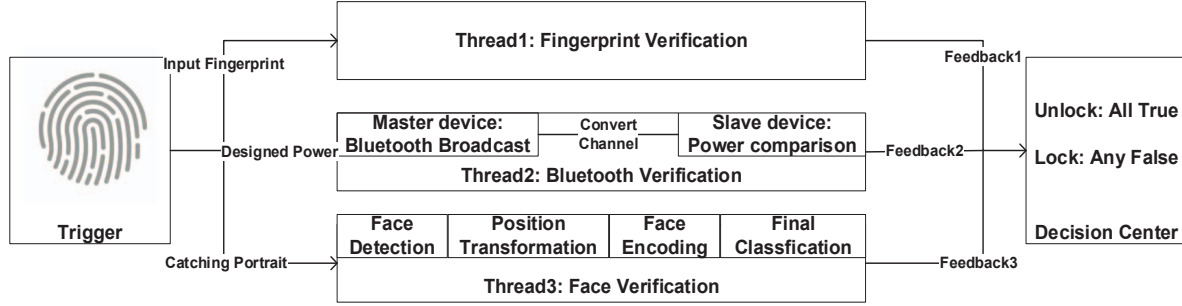 Trigger
Input Fingerprint
Designed Power
Catching Portrait
Thread1: Fingerprint Verification
Master device:
Bluetooth Broadcast
Convert
Channel
Slave device:
Power comparison
Thread2: Bluetooth Verification
Face
Detection
Position
Transformation
Face
Encoding
Final
Classfication
Thread3: Face Verification
Feedback1
Feedback2
Feedback3
Unlock: All True
Lock: Any False
Decision Center